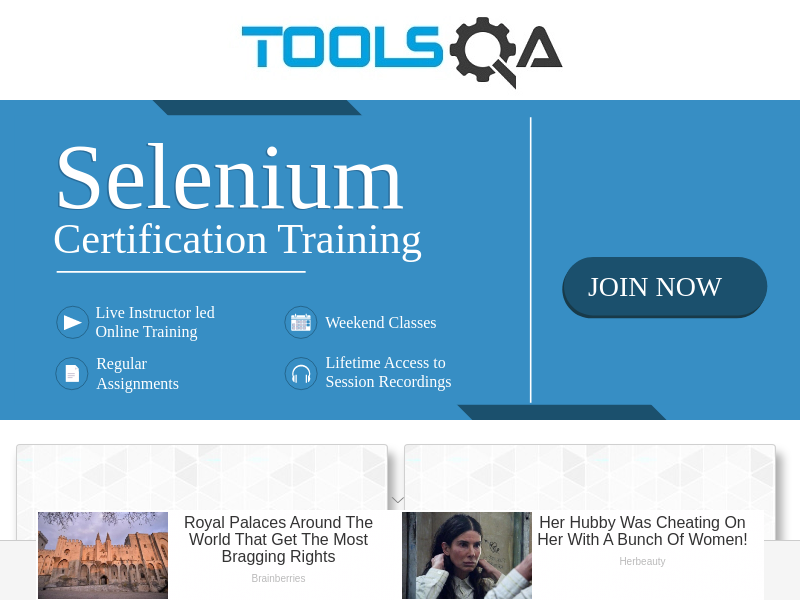 TOOLSQA
Selenium
Certification Training
JOIN NOW
Live Instructor led
Online Training
Weekend Classes
Regular
Assignments
Lifetime Access to
Session Recordings
Royal Palaces Around The
World That Get The Most
Bragging Rights
Brainberries
Her Hubby Was Cheating On
Her With A Bunch Of Women!
Herbeauty